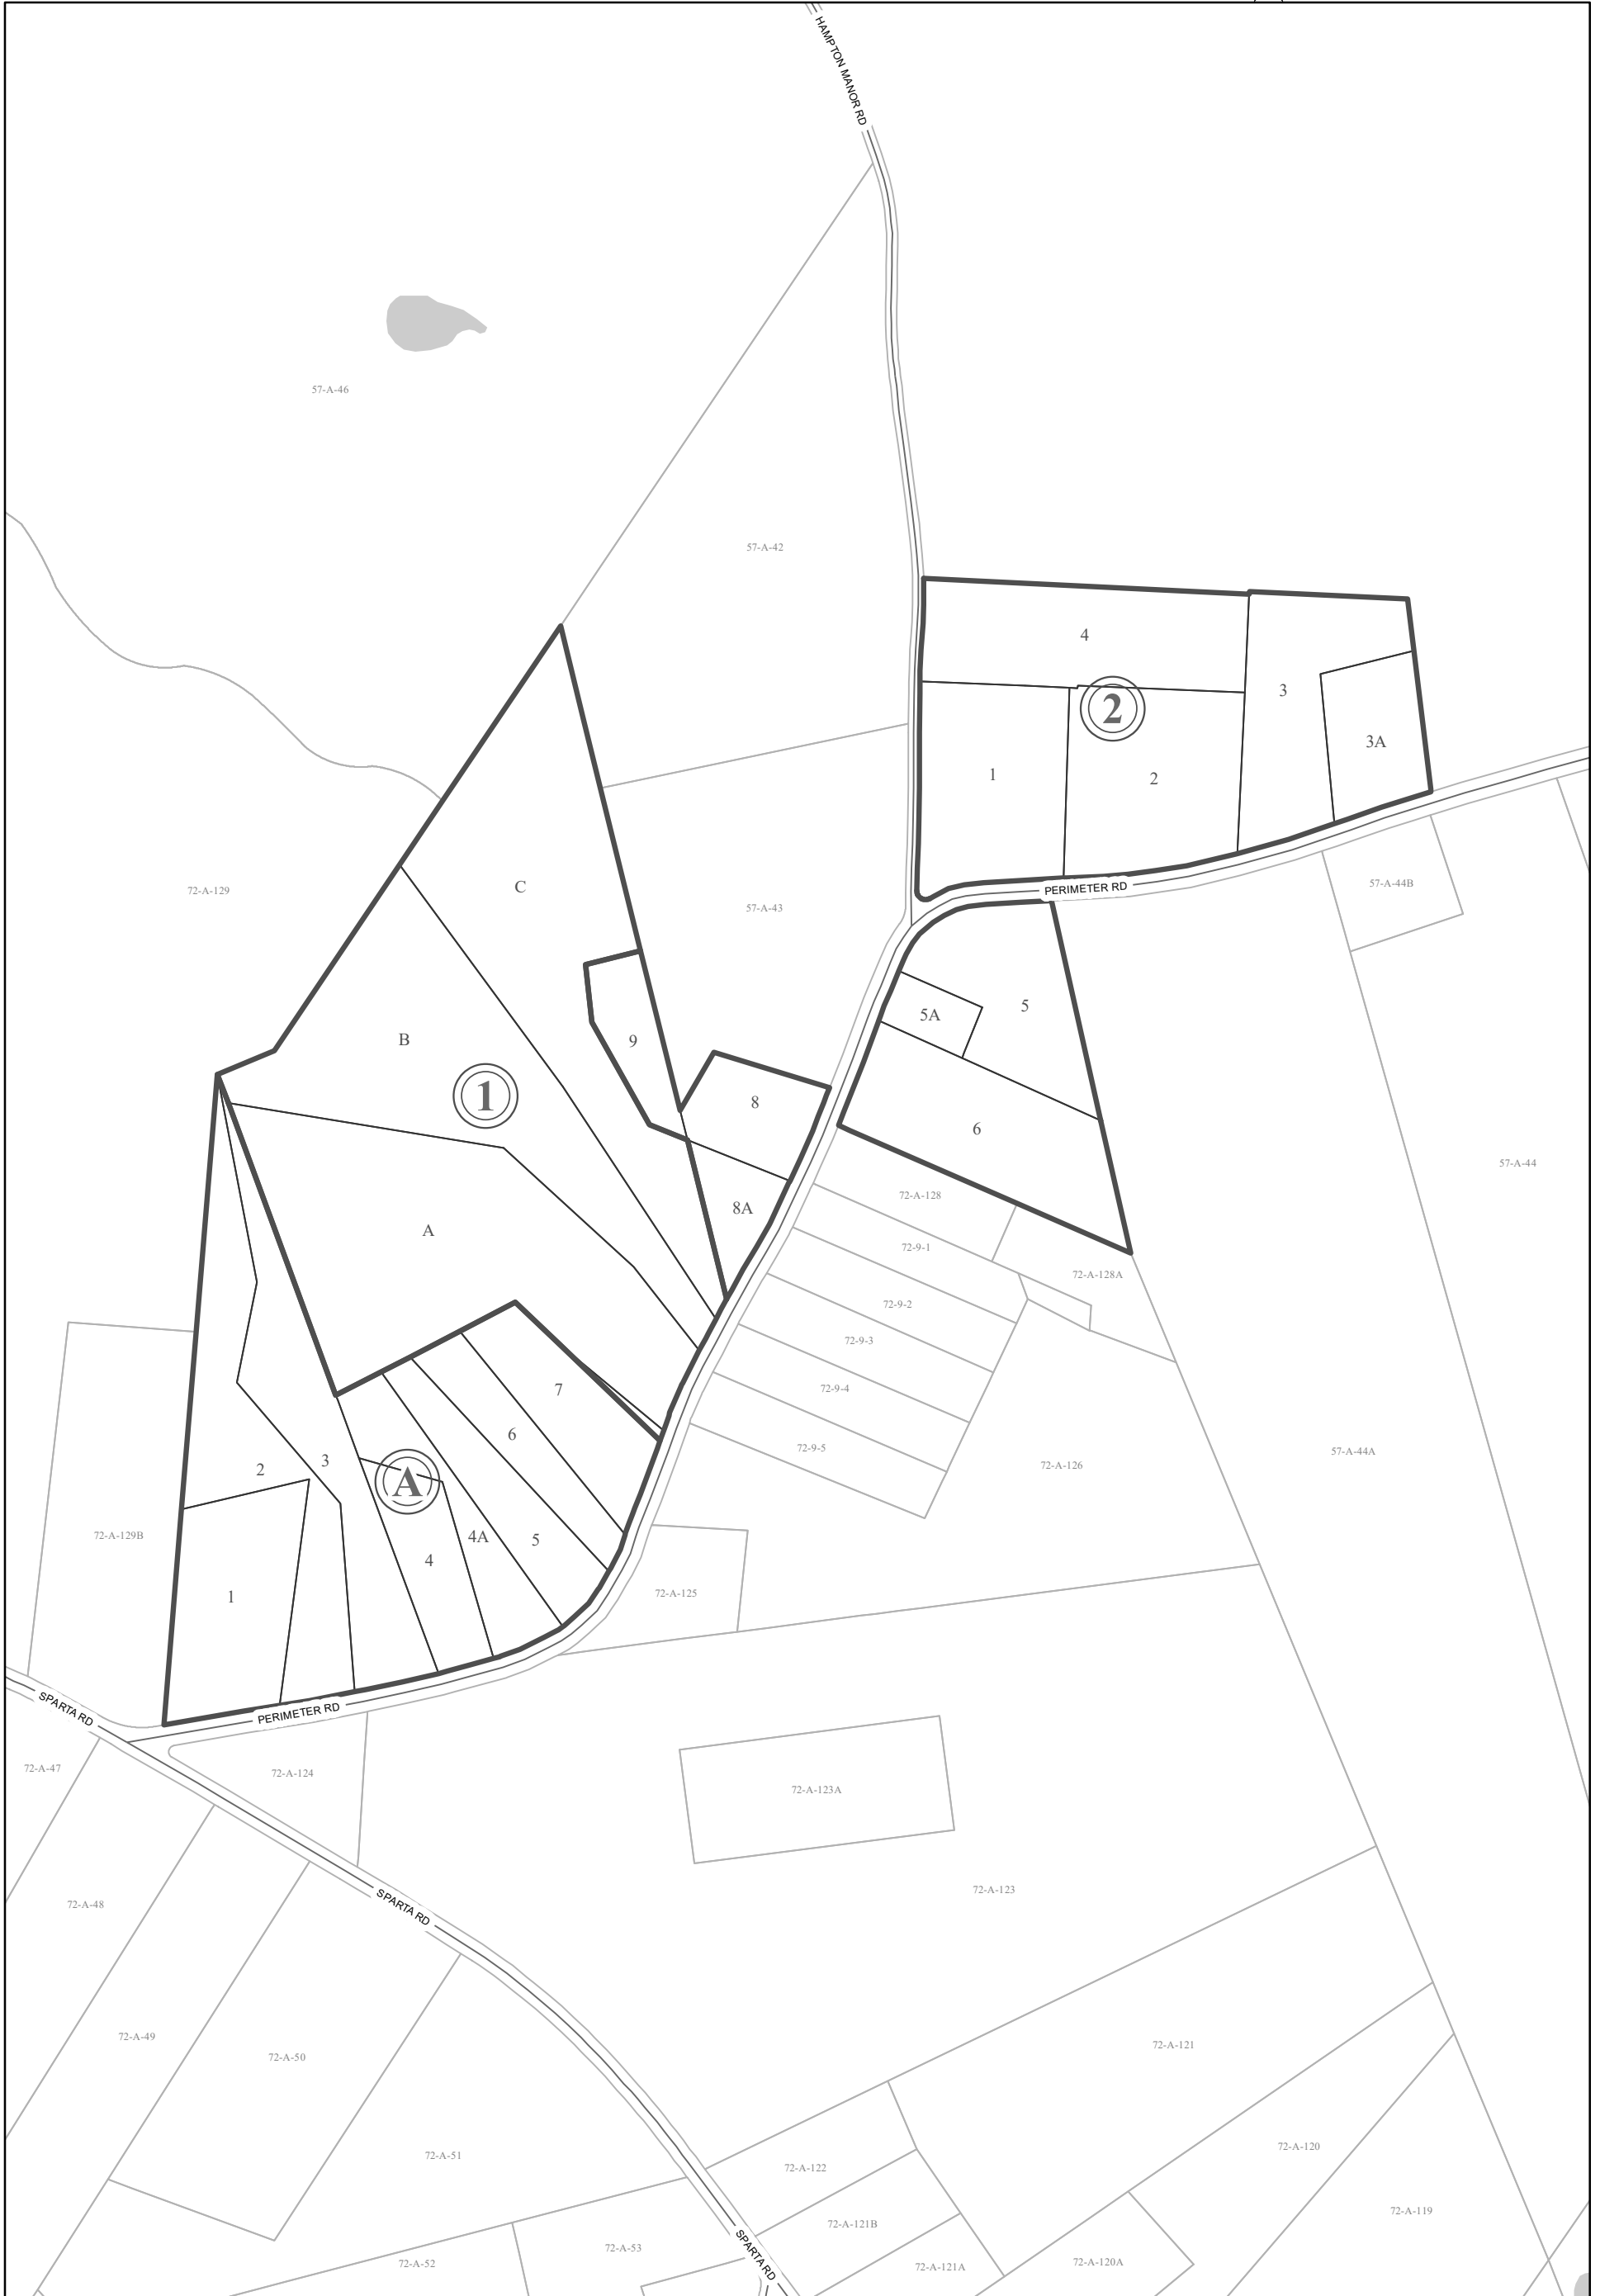 HAMPTON MANOR RD
57-A-46
57-A-42
4
3
2
3A
1
2
C
57-A-44B
72-A-129
57-A-43
PERIMETER RD
5
5A
B
9
1
8
6
57-A-44
72-A-128
8A
A
72-9-1
72-A-128A
72-9-2
72-9-3
72-9-4
7
6
72-9-5
57-A-44A
3
2
72-A-126
A
72-A-129B
4A
5
4
1
72-A-125
SPARTA RD
PERIMETER RD
72-A-47
72-A-124
72-A-123A
72-A-123
72-A-48
SPARTA RD
72-A-49
72-A-50
72-A-121
72-A-51
72-A-122
72-A-120
72-A-119
72-A-121B
72-A-53
SPARTA RD
72-A-52
72-A-121A
72-A-120A